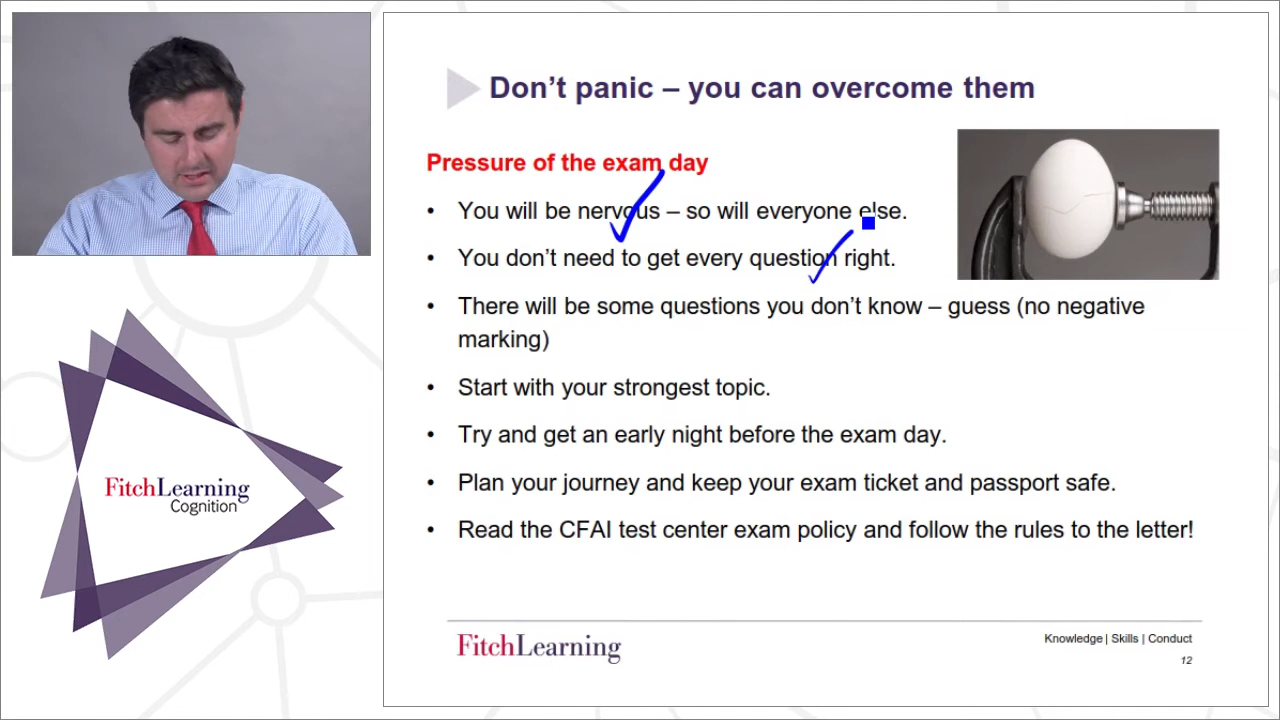 Don't panic – you can overcome them
Pressure of the exam day
• You will be nervous – so will everyone else.
• You don't need to get every question right.
• There will be some questions you don't know – guess (no negative
marking)
• Start with your strongest topic.
• Try and get an early night before the exam day.
• Plan your journey and keep your exam ticket and passport safe.
• Read the CFAI test center exam policy and follow the rules to the letter!
FitchLearning
Cognition
FitchLearning
Knowledge | Skills | Conduct
12